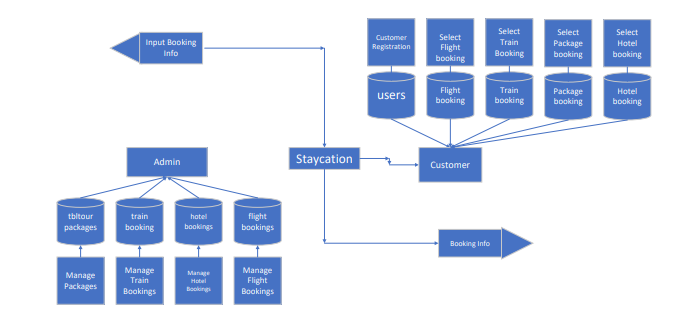 Input Booking
Info
Customer
Registration
Select
Flight
booking
Select
Train
Booking
Select
Package
booking
Select
Hotel
booking
users
Flight
booking
Train
booking
Package
booking
Hotel
booking
Admin
Staycation
Customer
tbltour
packages
train
booking
hotel
bookings
flight
bookings
Booking Info
Manage
Packages
Manage
Train
Bookings
Manage
Hotel
Bookings
Manage
Flight
Bookings